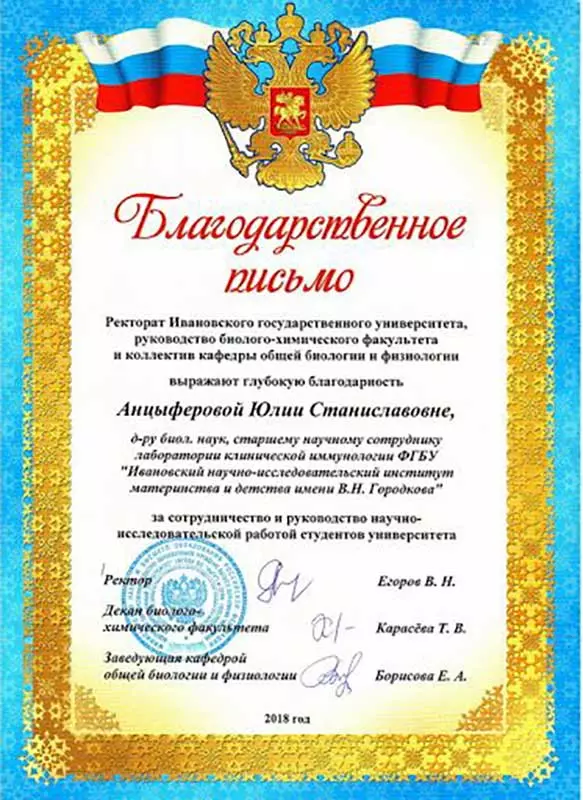 Благодарственное
письмо
Ректорат Ивановского государственного университета,
руководство биолого-химического факультета
и коллектив кафедры общей биологии и физиологии
выражают глубокую благодарность
Анцыферовой Юлии Станиславовне,
д-ру биол. наук, старшему научному сотруднику
лаборатории клинической иммунологии ФГБУ
"Ивановский научно-исследовательский институт
материнства и детства имени В.Н. Городкова"
за сотрудничество и руководство научно-
исследовательской работой студентов университета
Ректор Егоров В. Н.
Декан биолого-
химического факультета Карасёва Т. В.
Заведующая кафедрой
общей биологии и физиологии Борисова Е. А.
2018 год